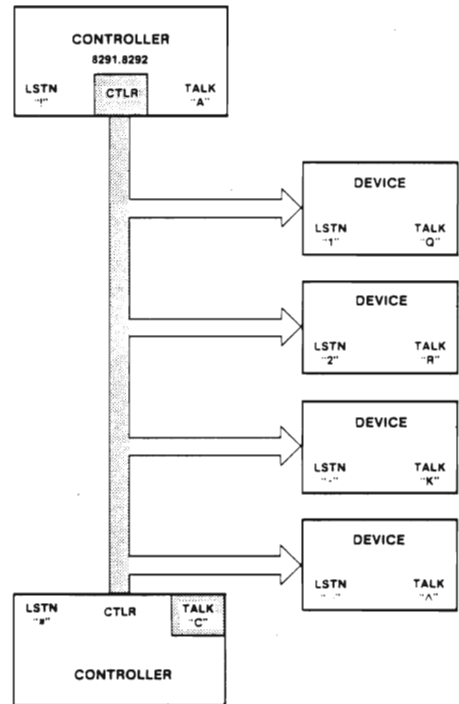 CONTROLLER
8291.8292
LSTN CTLR TALK
"!" "A"
DEVICE
LSTN TALK
"1" "Q"
DEVICE
LSTN TALK
"2" "R"
DEVICE
LSTN TALK
"K"
DEVICE
LSTN TALK
"^"
LSTN CTLR TALK
"#" "C"
CONTROLLER